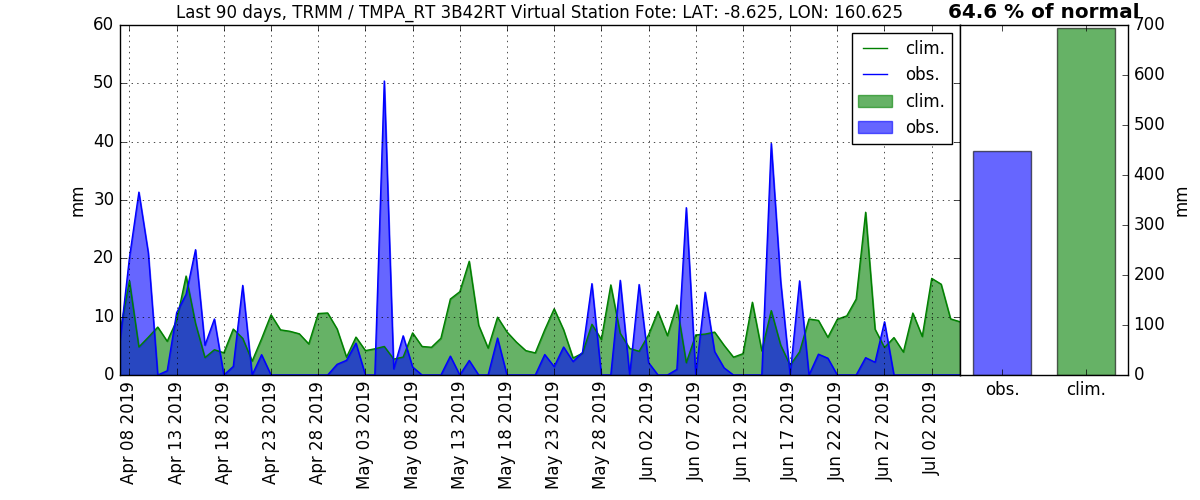 Last 90 days, TRMM / TMPA_RT 3B42RT Virtual Station Fote: LAT: -8.625, LON: 160.625
64.6 % of normal
60
50
40
30
20
10
0
mm
clim.
obs.
clim.
obs.
700
600
500
400
300
200
100
0
mm
obs.
clim.
Apr 08 2019
Apr 13 2019
Apr 18 2019
Apr 23 2019
Apr 28 2019
May 03 2019
May 08 2019
May 13 2019
May 18 2019
May 23 2019
May 28 2019
Jun 02 2019
Jun 07 2019
Jun 12 2019
Jun 17 2019
Jun 22 2019
Jun 27 2019
Jul 02 2019